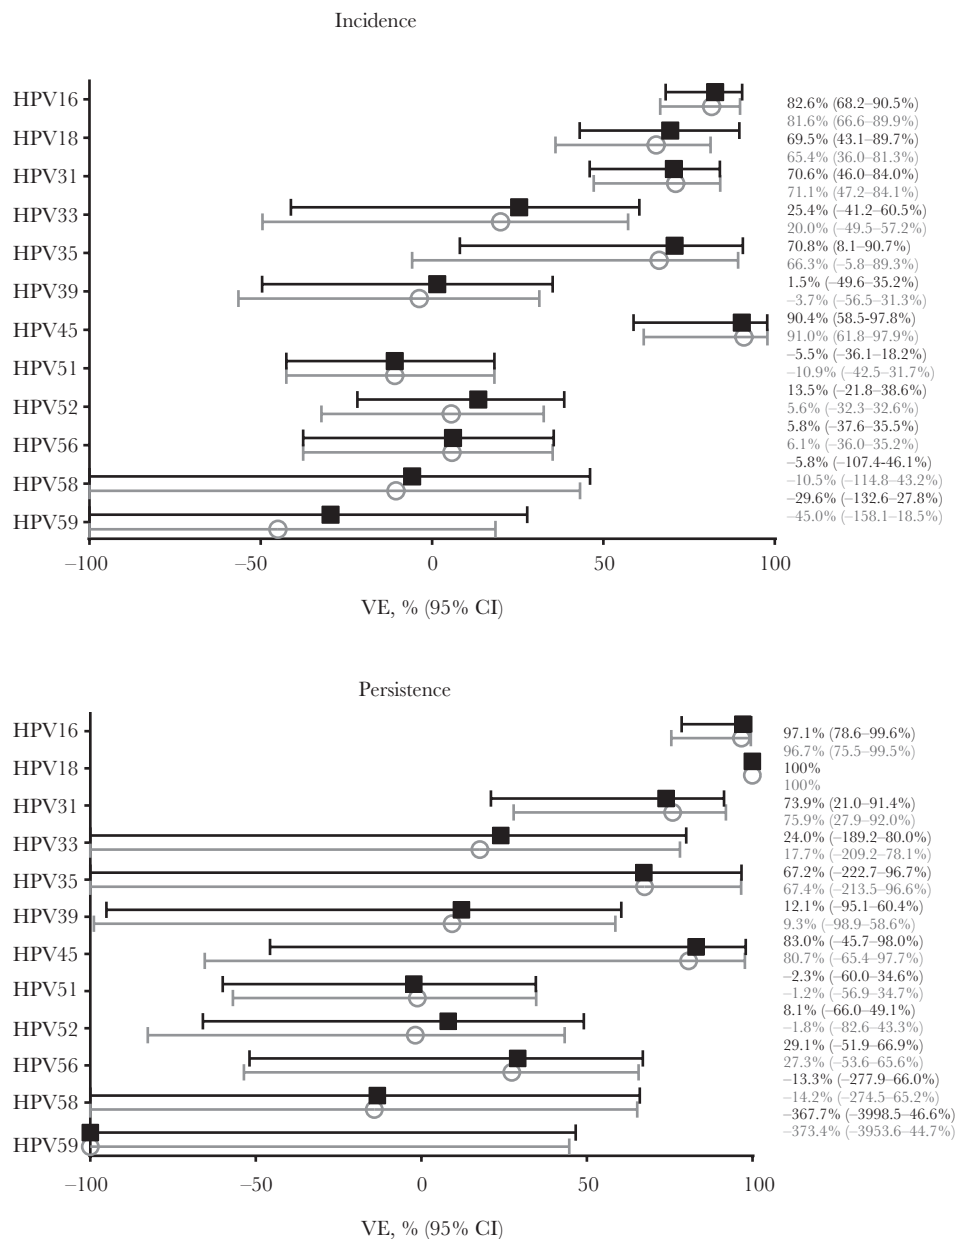 Incidence
HPV16
82.6% (68.2–90.5%)
81.6% (66.6–89.9%)
HPV18
69.5% (43.1–89.7%)
65.4% (36.0–81.3%)
HPV31
70.6% (46.0–84.0%)
71.1% (47.2–84.1%)
HPV33
25.4% (–41.2–60.5%)
20.0% (–49.5–57.2%)
HPV35
70.8% (8.1–90.7%)
66.3% (–5.8–89.3%)
HPV39
1.5% (–49.6–35.2%)
–3.7% (–56.5–31.3%)
HPV45
90.4% (58.5-97.8%)
91.0% (61.8–97.9%)
HPV51
–5.5% (–36.1–18.2%)
–10.9% (–42.5–31.7%)
HPV52
13.5% (–21.8–38.6%)
5.6% (–32.3–32.6%)
HPV56
5.8% (–37.6–35.5%)
6.1% (–36.0–35.2%)
HPV58
–5.8% (–107.4-46.1%)
–10.5% (–114.8–43.2%)
HPV59
–29.6% (–132.6–27.8%)
–45.0% (–158.1–18.5%)
–100 –50 0 50 100
VE, % (95% CI)
Persistence
HPV16
97.1% (78.6–99.6%)
96.7% (75.5–99.5%)
HPV18
100%
100%
HPV31
73.9% (21.0–91.4%)
75.9% (27.9–92.0%)
HPV33
24.0% (–189.2–80.0%)
17.7% (–209.2–78.1%)
HPV35
67.2% (–222.7–96.7%)
67.4% (–213.5–96.6%)
HPV39
12.1% (–95.1–60.4%)
9.3% (–98.9–58.6%)
HPV45
83.0% (–45.7–98.0%)
80.7% (–65.4–97.7%)
HPV51
–2.3% (–60.0–34.6%)
–1.2% (–56.9–34.7%)
HPV52
8.1% (–66.0–49.1%)
–1.8% (–82.6–43.3%)
HPV56
29.1% (–51.9–66.9%)
27.3% (–53.6–65.6%)
HPV58
–13.3% (–277.9–66.0%)
–14.2% (–274.5–65.2%)
HPV59
–367.7% (–3998.5–46.6%)
–373.4% (–3953.6–44.7%)
–100 –50 0 50 100
VE, % (95% CI)